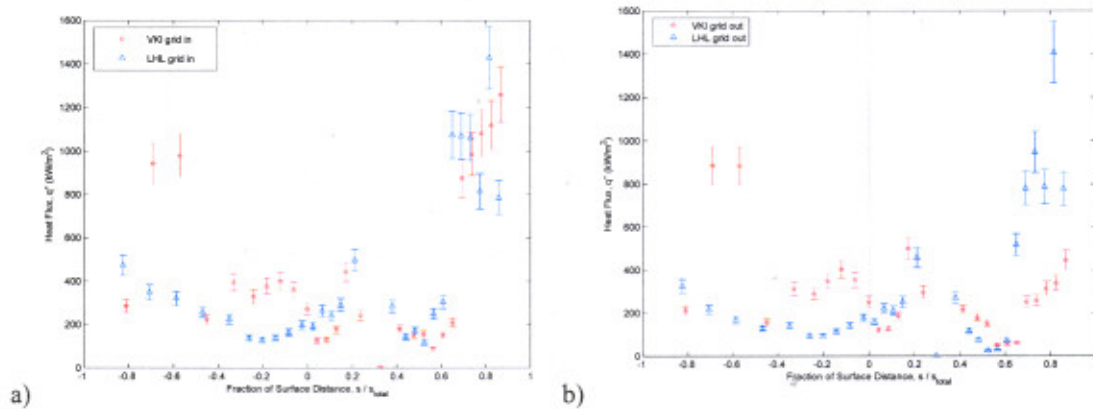 1600
1400
1200
1000
800
600
400
200
0
Heat Flux, q" (kW/m²)
VKI grid in
LHL grid in
-1 -0.8 -0.6 -0.4 -0.2 0 0.2 0.4 0.6 0.8 1
Fraction of Surface Distance, s / s_total
a)
1600
1400
1200
1000
800
600
400
200
0
Heat Flux, q" (kW/m²)
VKI grid out
LHL grid out
-1 -0.8 -0.6 -0.4 -0.2 0 0.2 0.4 0.6 0.8
Fraction of Surface Distance, s / s_total
b)